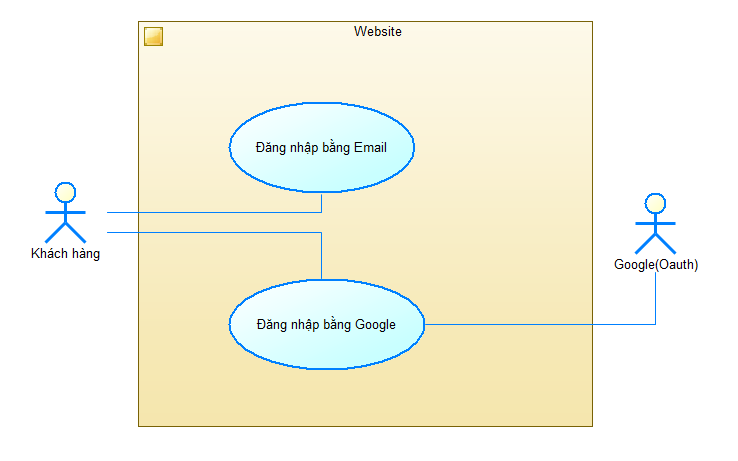 Website
Đăng nhập bằng Email
Khách hàng
Google(Oauth)
Đăng nhập bằng Google